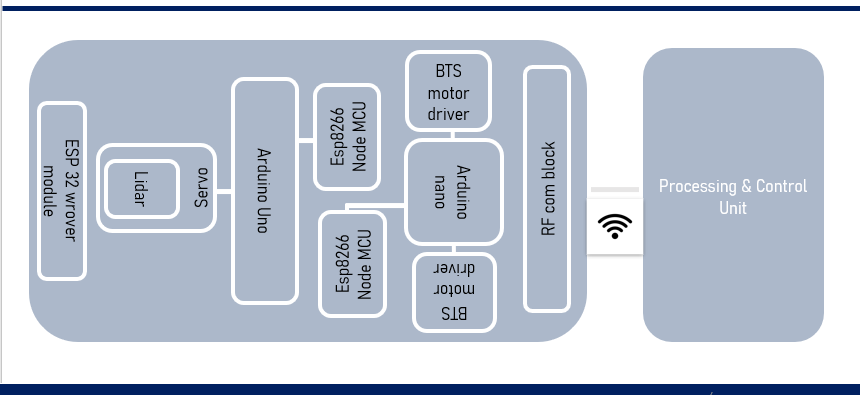 ESP 32 wrover
module
Lidar
Servo
Arduino Uno
Esp8266
Node MCU
Esp8266
Node MCU
BTS
motor
driver
Arduino
nano
BTS
motor
driver
RF com block
Processing & Control
Unit